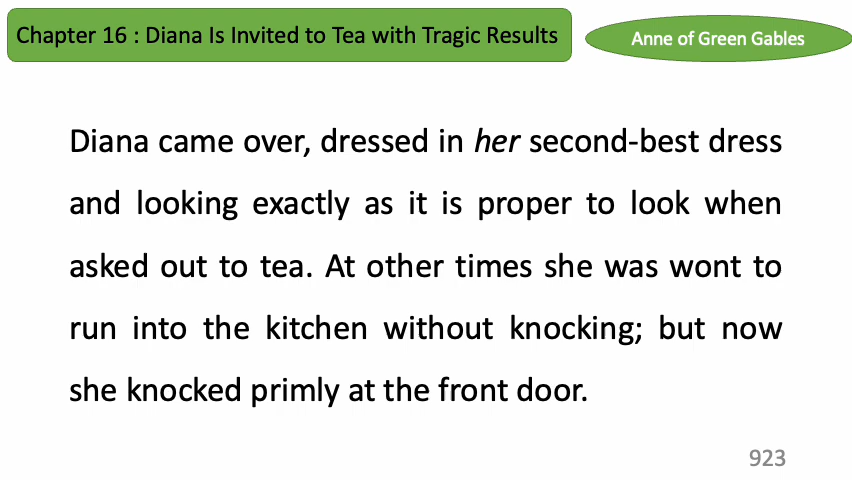 Chapter 16 : Diana Is Invited to Tea with Tragic Results
Anne of Green Gables
Diana came over, dressed in her second-best dress
and looking exactly as it is proper to look when
asked out to tea. At other times she was wont to
run into the kitchen without knocking; but now
she knocked primly at the front door.
923